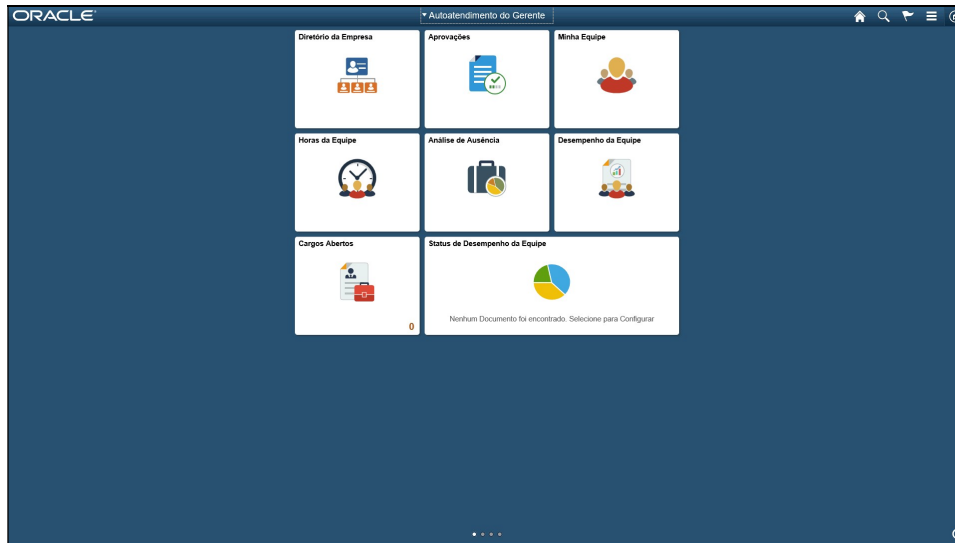 ORACLE
Autoatendimento do Gerente
Diretório da Empresa
Aprovações
Minha Equipe
Horas da Equipe
Análise de Ausência
Desempenho da Equipe
Cargos Abertos
0
Status de Desempenho da Equipe
Nenhum Documento foi encontrado. Selecione para Configurar